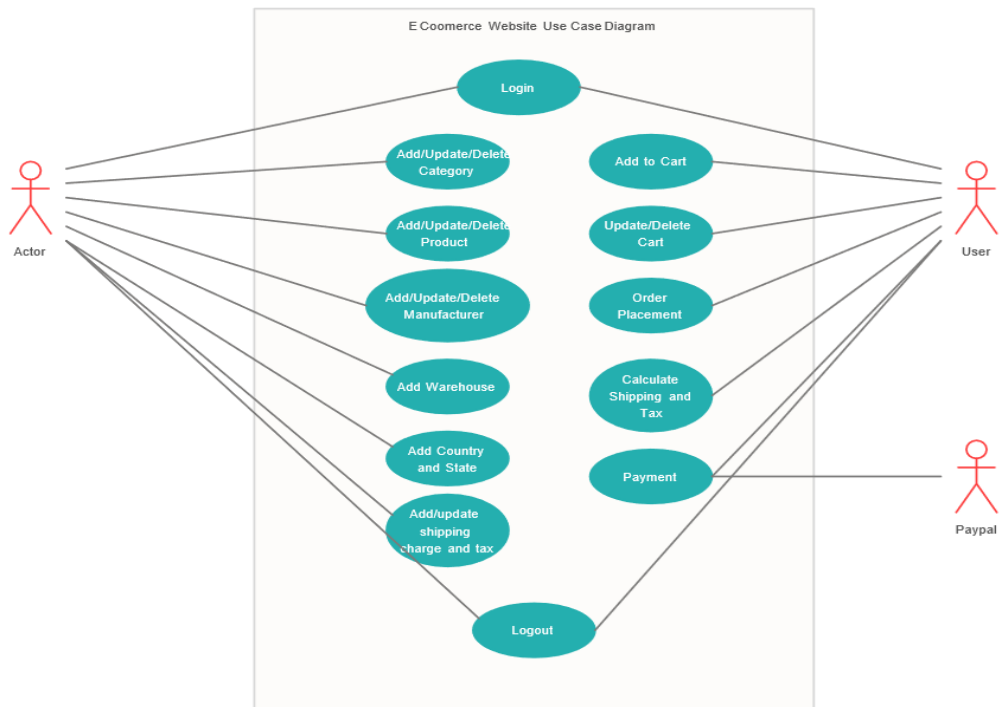 E Coomerce Website Use Case Diagram
Login
Add/Update/Delete
Category
Add to Cart
Actor
User
Add/Update/Delete
Product
Update/Delete
Cart
Add/Update/Delete
Manufacturer
Order
Placement
Add Warehouse
Calculate
Shipping and
Tax
Add Country
and State
Payment
Paypal
Add/update
shipping
charge and tax
Logout